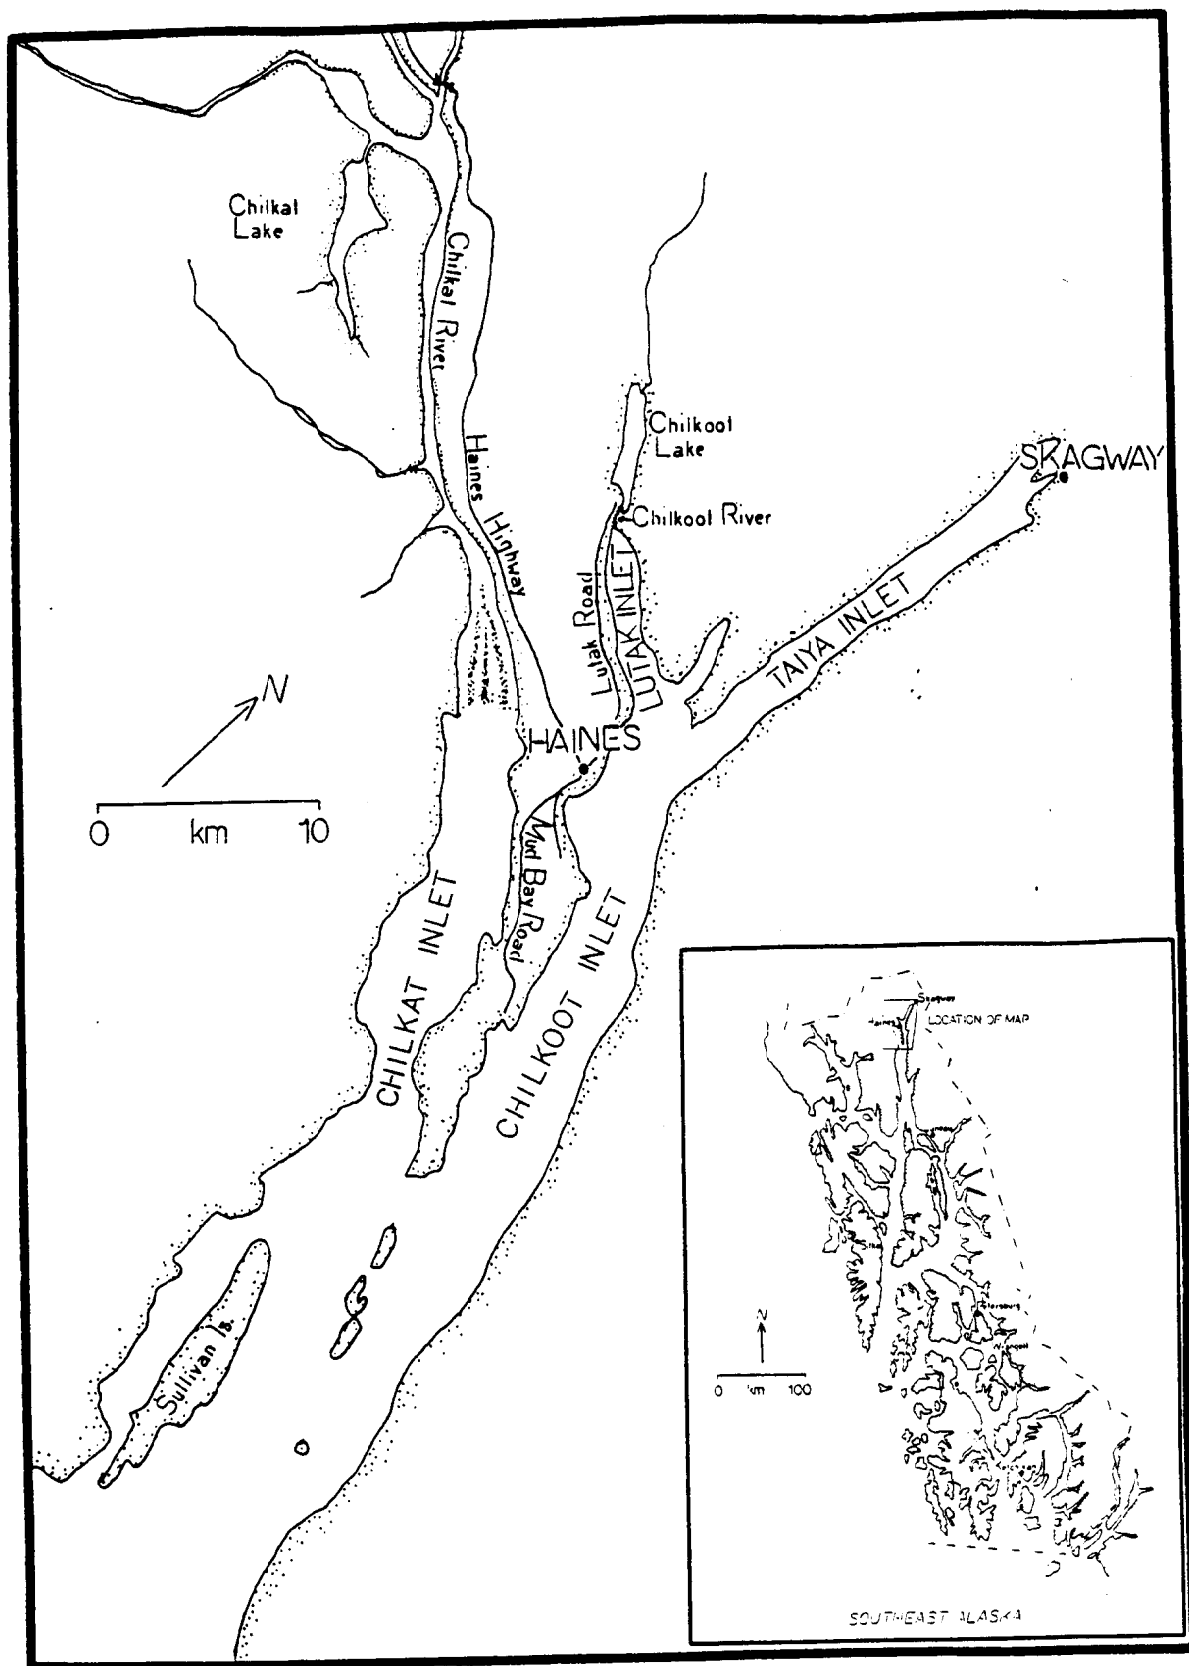 Chilkat
Lake
Chilkat River
Haines Highway
Chilkoot
Lake
Chilkoot River
SKAGWAY
Lutak Road
LUTAK INLET
TAIYA INLET
N
HAINES
0 km 10
Mud Bay Road
CHILKAT INLET
CHILKOOT INLET
Sullivan Is.
Skagway
Haines
LOCATION OF MAP
N
0 km 100
SOUTHEAST ALASKA